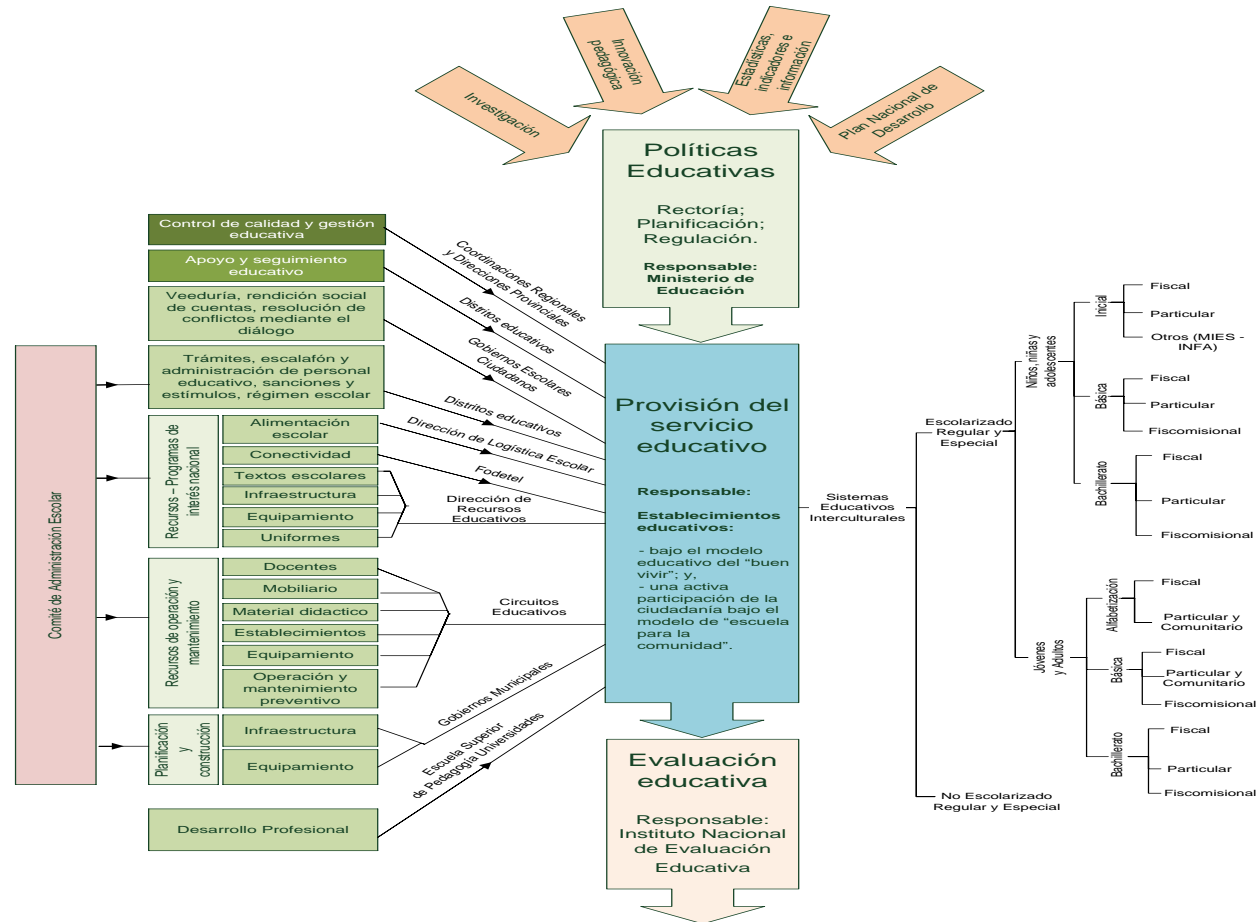 Investigación
Innovación
pedagógica
Estadísticas,
indicadores e
información
Plan Nacional de
Desarrollo
Políticas
Educativas
Rectoría;
Planificación;
Regulación.
Responsable:
Ministerio de
Educación
Comité de Administración Escolar
Control de calidad y gestión
educativa
Apoyo y seguimiento
educativo
Veeduría, rendición social
de cuentas, resolución de
conflictos mediante el
diálogo
Trámites, escalafón y
administración de personal
educativo, sanciones y
estímulos, régimen escolar
Recursos – Programas de
interés nacional
Alimentación
escolar
Conectividad
Textos escolares
Infraestructura
Equipamiento
Uniformes
Recursos de operación y
mantenimiento
Docentes
Mobiliario
Material didactico
Establecimientos
Equipamiento
Operación y
mantenimiento
preventivo
Planificación
y
construcción
Infraestructura
Equipamiento
Desarrollo Profesional
Coordinaciones Regionales
y Direcciones Provinciales
Distritos educativos
Gobiernos Escolares
Ciudadanos
Distritos educativos
Dirección de Logística Escolar
Fodetel
Dirección de
Recursos
Educativos
Circuitos
Educativos
Gobiernos Municipales
Escuela Superior
de Pedagogía Universidades
Provisión del
servicio
educativo
Responsable:
Establecimientos
educativos:
- bajo el modelo
educativo del “buen
vivir”; y,
- una activa
participación de la
ciudadanía bajo el
modelo de “escuela
para la
comunidad”.
Evaluación
educativa
Responsable:
Instituto Nacional
de Evaluación
Educativa
Sistemas
Educativos
Interculturales
Escolarizado
Regular y
Especial
Niños, niñas y
adolescentes
Inicial
Fiscal
Particular
Otros (MIES -
INFA)
Básica
Fiscal
Particular
Fiscomisional
Bachillerato
Fiscal
Particular
Fiscomisional
Jóvenes
y Adultos
Alfabetización
Fiscal
Particular y
Comunitario
Básica
Fiscal
Particular y
Comunitario
Fiscomisional
Bachillerato
Fiscal
Particular
Fiscomisional
No Escolarizado
Regular y Especial